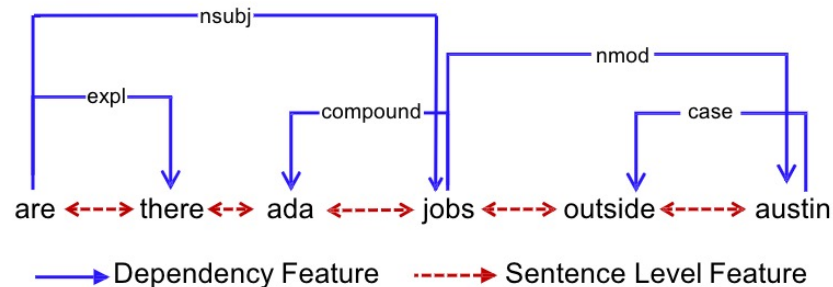 nsubj
nmod
expl
compound
case
are there ada jobs outside austin
Dependency Feature Sentence Level Feature